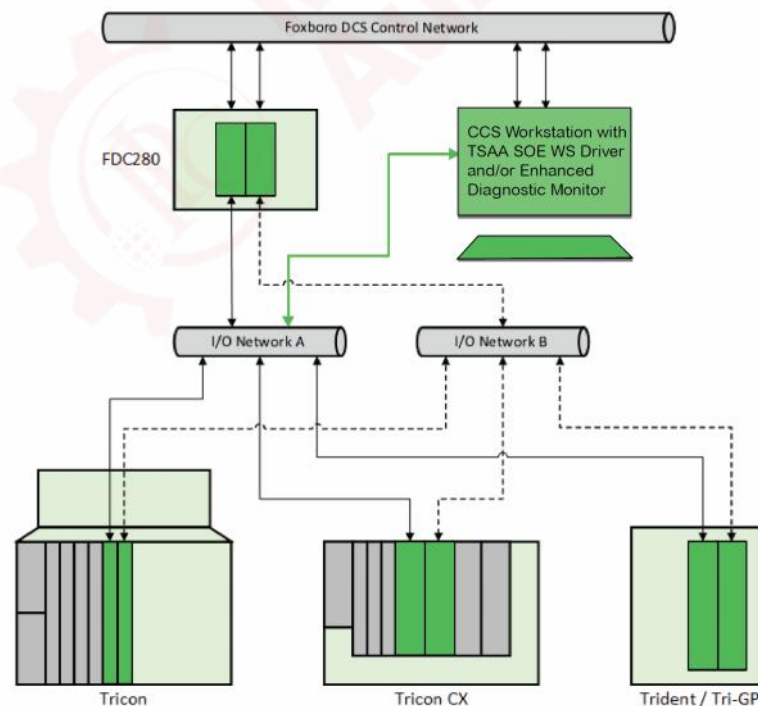 Foxboro DCS Control Network
FDC280
CCS Workstation with
TSAA SOE WS Driver
and/or Enhanced
Diagnostic Monitor
I/O Network A
I/O Network B
Tricon
Tricon CX
Trident / Tri-GP